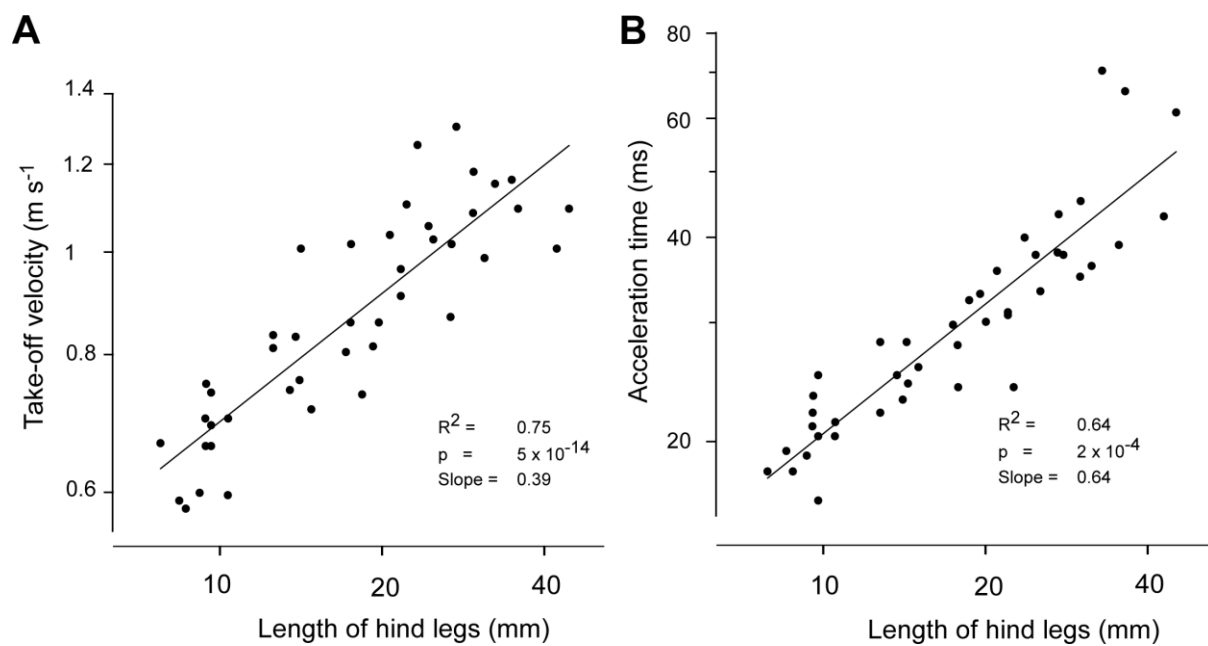 A
1.4
1.2
1
0.8
0.6
Take-off velocity (m s⁻¹)
R² = 0.75
p = 5 x 10⁻¹⁴
Slope = 0.39
10 20 40
Length of hind legs (mm)
B
80
60
40
20
Acceleration time (ms)
R² = 0.64
p = 2 x 10⁻⁴
Slope = 0.64
10 20 40
Length of hind legs (mm)